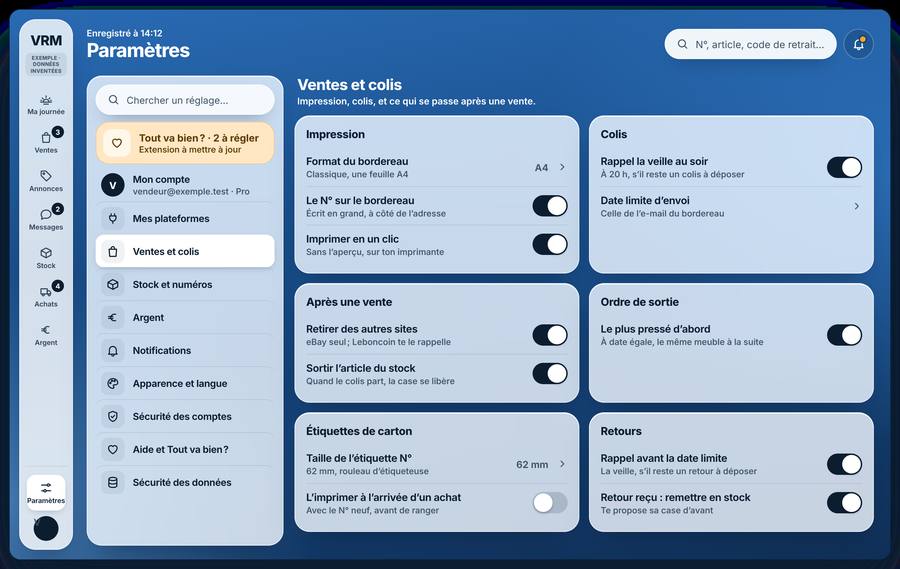 VRM
EXEMPLE ·
DONNÉES
INVENTÉES
Ma journée
3
Ventes
Annonces
2
Messages
Stock
4
Achats
Argent
Paramètres
Enregistré à 14:12
Paramètres
N°, article, code de retrait…
Chercher un réglage…
Tout va bien ? · 2 à régler
Extension à mettre à jour
V
Mon compte
vendeur@exemple.test · Pro
Mes plateformes
Ventes et colis
Stock et numéros
Argent
Notifications
Apparence et langue
Sécurité des comptes
Aide et Tout va bien ?
Sécurité des données
Ventes et colis
Impression, colis, et ce qui se passe après une vente.
Impression
Format du bordereau
Classique, une feuille A4
A4
Le N° sur le bordereau
Écrit en grand, à côté de l’adresse
Imprimer en un clic
Sans l’aperçu, sur ton imprimante
Colis
Rappel la veille au soir
À 20 h, s’il reste un colis à déposer
Date limite d’envoi
Celle de l’e-mail du bordereau
Après une vente
Retirer des autres sites
eBay seul ; Leboncoin te le rappelle
Sortir l’article du stock
Quand le colis part, la case se libère
Ordre de sortie
Le plus pressé d’abord
À date égale, le même meuble à la suite
Étiquettes de carton
Taille de l’étiquette N°
62 mm, rouleau d’étiqueteuse
62 mm
L’imprimer à l’arrivée d’un achat
Avec le N° neuf, avant de ranger
Retours
Rappel avant la date limite
La veille, s’il reste un retour à déposer
Retour reçu : remettre en stock
Te propose sa case d’avant